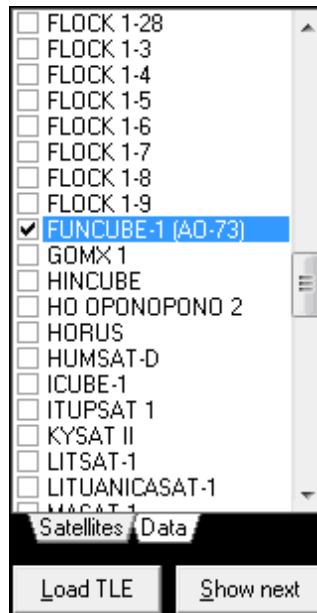 FLOCK 1-28
FLOCK 1-3
FLOCK 1-4
FLOCK 1-5
FLOCK 1-6
FLOCK 1-7
FLOCK 1-8
FLOCK 1-9
FUNCUBE-1 (AO-73)
GOMX 1
HINCUBE
HO OPONOPONO 2
HORUS
HUMSAT-D
ICUBE-1
ITUPSAT 1
KYSAT II
LITSAT-1
LITUANICASAT-1
MASAT 1
Satellites Data
Load TLE Show next